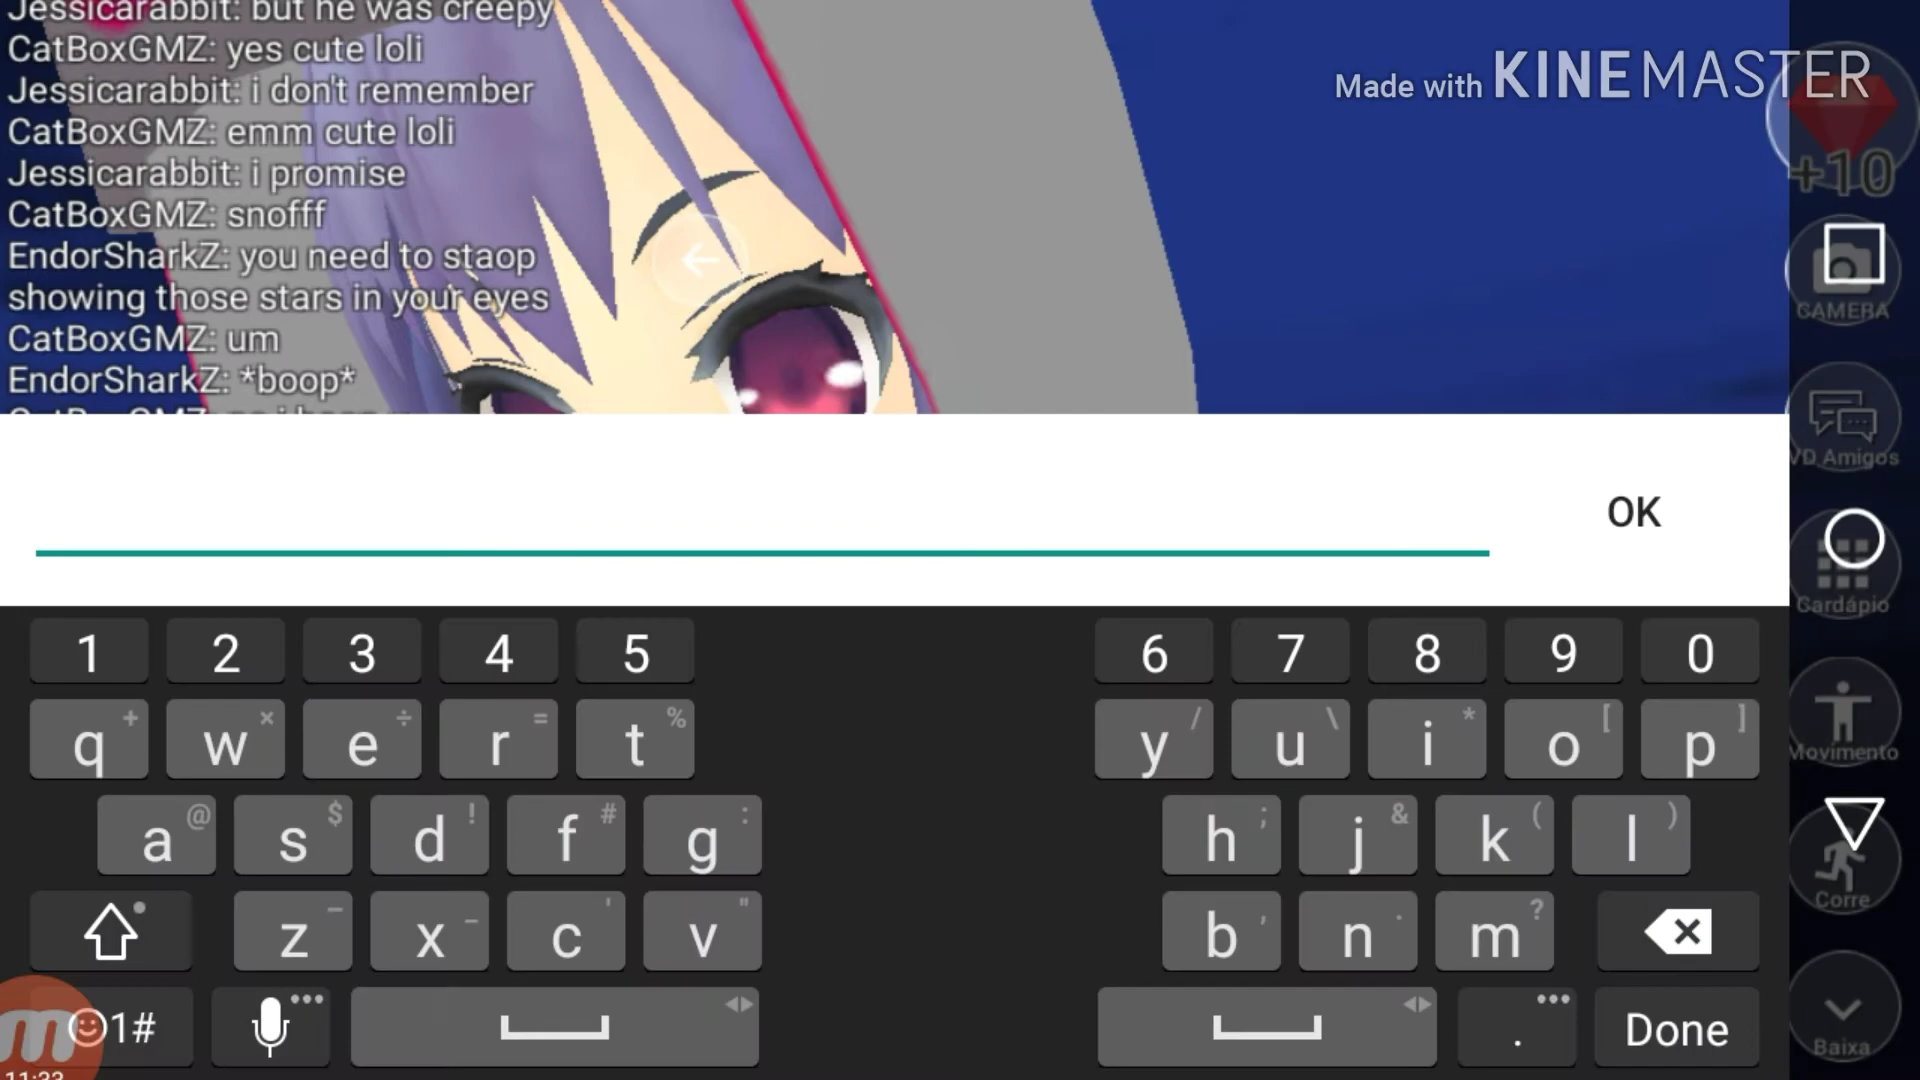 Jessicarabbit: but he was creepy
CatBoxGMZ: yes cute loli
Jessicarabbit: i don't remember
CatBoxGMZ: emm cute loli
Jessicarabbit: i promise
CatBoxGMZ: snofff
EndorSharkZ: you need to staop
showing those stars in your eyes
CatBoxGMZ: um
EndorSharkZ: *boop*
Made with KINEMASTER
+10
CAMERA
VD Amigos
OK
Cardápio
1 2 3 4 5 6 7 8 9 0
q + w × e ÷ r = t % y / u \ i * o [ p ]
Movimento
a @ s $ d ! f # g : h ; j & k ( l )
Corre
z - x _ c ' v " b , n . m ?
1# . Done
Baixa
11:33